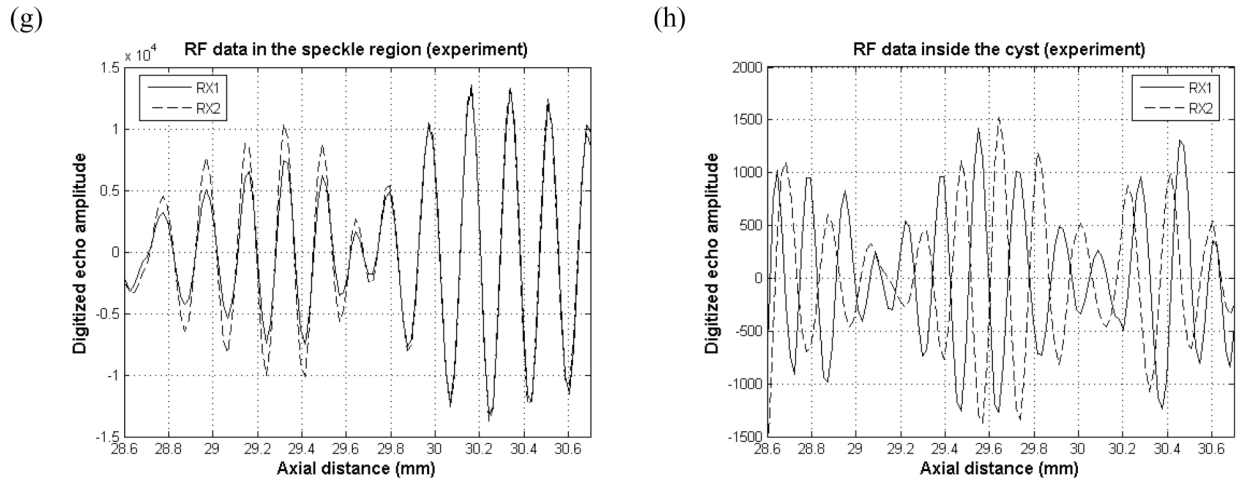 (g)
RF data in the speckle region (experiment)
x 10^4
1.5
1
0.5
0
-0.5
-1
-1.5
RX1
RX2
Digitized echo amplitude
28.6 28.8 29 29.2 29.4 29.6 29.8 30 30.2 30.4 30.6
Axial distance (mm)
(h)
RF data inside the cyst (experiment)
2000
1500
1000
500
0
-500
-1000
-1500
RX1
RX2
Digitized echo amplitude
28.6 28.8 29 29.2 29.4 29.6 29.8 30 30.2 30.4 30.6
Axial distance (mm)